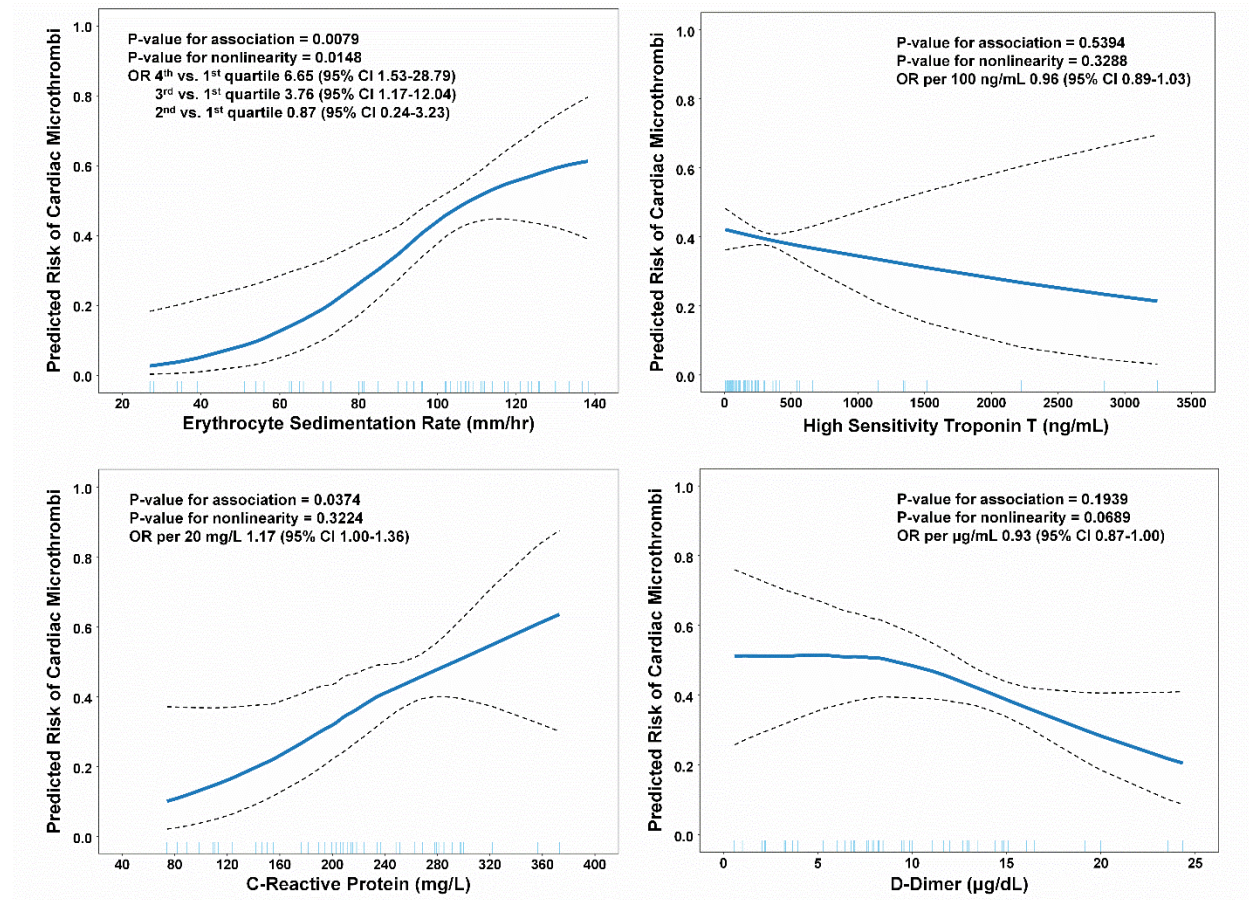 Predicted Risk of Cardiac Microthrombi
1.0
0.8
0.6
0.4
0.2
0.0
P-value for association = 0.0079
P-value for nonlinearity = 0.0148
OR 4th vs. 1st quartile 6.65 (95% CI 1.53-28.79)
3rd vs. 1st quartile 3.76 (95% CI 1.17-12.04)
2nd vs. 1st quartile 0.87 (95% CI 0.24-3.23)
20 40 60 80 100 120 140
Erythrocyte Sedimentation Rate (mm/hr)
Predicted Risk of Cardiac Microthrombi
1.0
0.8
0.6
0.4
0.2
0.0
P-value for association = 0.5394
P-value for nonlinearity = 0.3288
OR per 100 ng/mL 0.96 (95% CI 0.89-1.03)
0 500 1000 1500 2000 2500 3000 3500
High Sensitivity Troponin T (ng/mL)
Predicted Risk of Cardiac Microthrombi
1.0
0.8
0.6
0.4
0.2
0.0
P-value for association = 0.0374
P-value for nonlinearity = 0.3224
OR per 20 mg/L 1.17 (95% CI 1.00-1.36)
40 80 120 160 200 240 280 320 360 400
C-Reactive Protein (mg/L)
Predicted Risk of Cardiac Microthrombi
1.0
0.8
0.6
0.4
0.2
0.0
P-value for association = 0.1939
P-value for nonlinearity = 0.0689
OR per µg/mL 0.93 (95% CI 0.87-1.00)
0 5 10 15 20 25
D-Dimer (µg/dL)